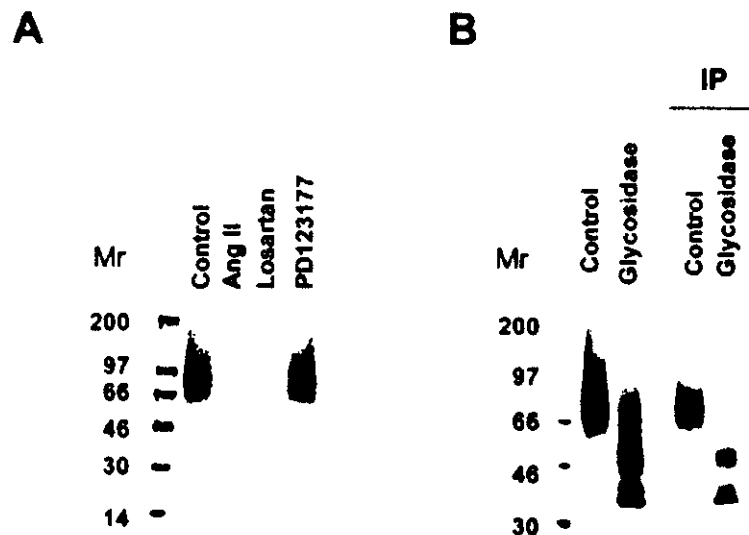 A
Mr
Control
Ang II
Losartan
PD123177
200
97
66
46
30
14
B
IP
Mr
Control
Glycosidase
Control
Glycosidase
200
97
66
46
30